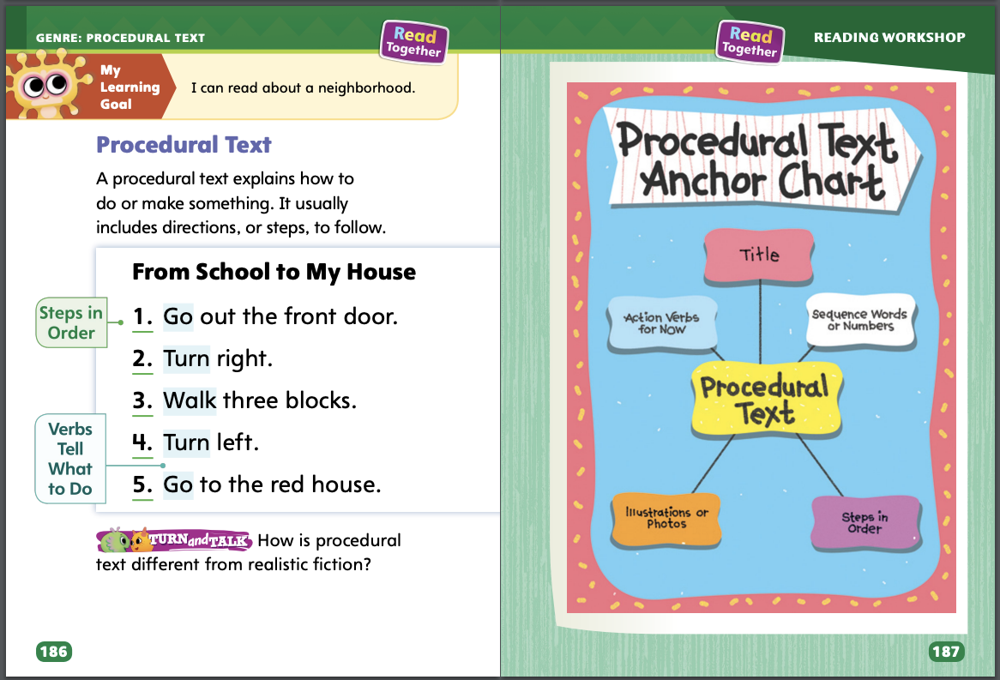 GENRE: PROCEDURAL TEXT
Read
Together
My
Learning
Goal
I can read about a neighborhood.
Procedural Text
A procedural text explains how to
do or make something. It usually
includes directions, or steps, to follow.
From School to My House
Steps in
Order
1. Go out the front door.
2. Turn right.
3. Walk three blocks.
4. Turn left.
Verbs
Tell
What
to Do
5. Go to the red house.
TURN and TALK How is procedural
text different from realistic fiction?
186
Read
Together
READING WORKSHOP
Procedural Text
Anchor Chart
Title
Action Verbs
for Now
Sequence Words
or Numbers
Procedural
Text
Illustrations or
Photos
Steps in
Order
187